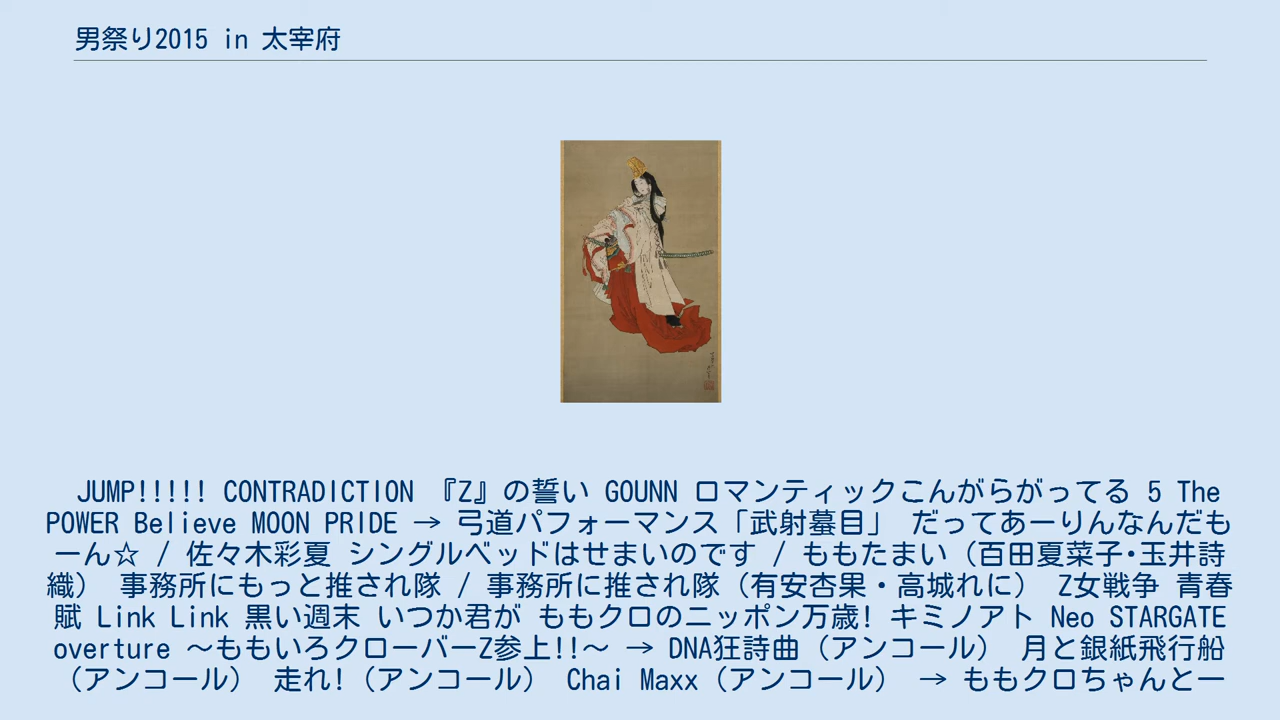 男祭り2015 in 太宰府
JUMP!!!!! CONTRADICTION 『Z』の誓い GOUNN ロマンティックこんがらがってる 5 The
POWER Believe MOON PRIDE → 弓道パフォーマンス「武射蟇目」 だってあーりんなんだも
ーん☆ / 佐々木彩夏 シングルベッドはせまいのです / ももたまい（百田夏菜子･玉井詩
織） 事務所にもっと推され隊 / 事務所に推され隊（有安杏果・高城れに） Z女戦争 青春
賦 Link Link 黒い週末 いつか君が ももクロのニッポン万歳! キミノアト Neo STARGATE
overture ～ももいろクローバーZ参上!!～ → DNA狂詩曲（アンコール） 月と銀紙飛行船
（アンコール） 走れ!（アンコール） Chai Maxx（アンコール） → ももクロちゃんと一